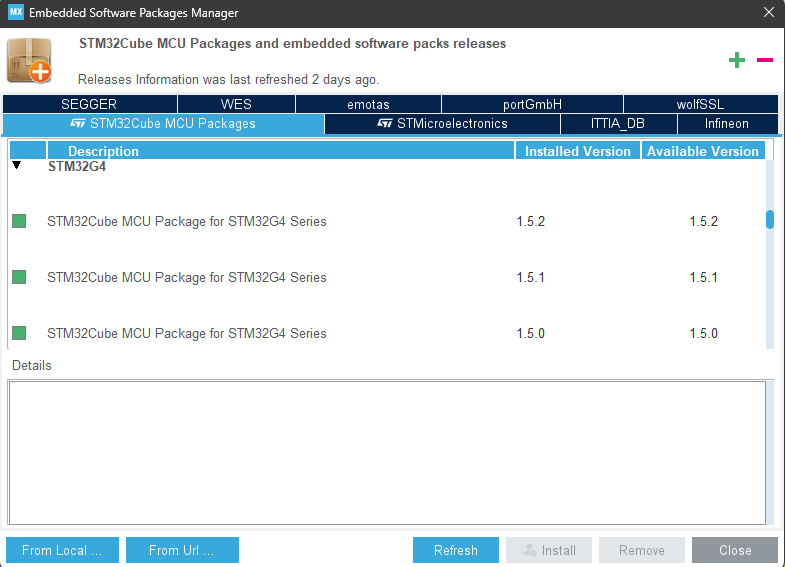 MX Embedded Software Packages Manager
STM32Cube MCU Packages and embedded software packs releases
Releases Information was last refreshed 2 days ago.
SEGGER WES emotas portGmbH wolfSSL
STM32Cube MCU Packages STMicroelectronics ITTIA_DB Infineon
Description Installed Version Available Version
STM32G4
STM32Cube MCU Package for STM32G4 Series 1.5.2 1.5.2
STM32Cube MCU Package for STM32G4 Series 1.5.1 1.5.1
STM32Cube MCU Package for STM32G4 Series 1.5.0 1.5.0
Details
From Local ... From Url ... Refresh Install Remove Close